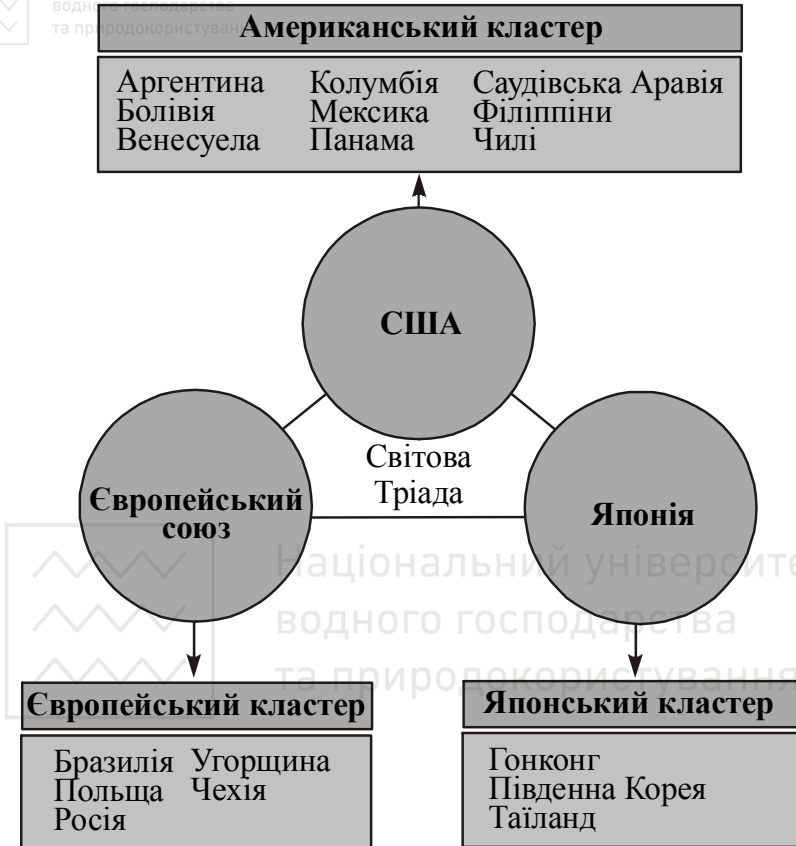 водного господарства
та природокористування
Американський кластер
Аргентина Колумбія Саудівська Аравія
Болівія Мексика Філіппіни
Венесуела Панама Чилі
США
Світова
Тріада
Європейський
союз
Японія
Національний університе
водного господарства
та природокористування
Європейський кластер
Бразилія Угорщина
Польща Чехія
Росія
Японський кластер
Гонконг
Південна Корея
Таїланд